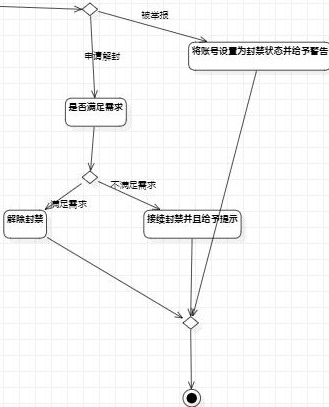 被举报
将账号设置为封禁状态并给予警告
申请解封
是否满足需求
不满足需求
满足需求
解除封禁
接续封禁并且给予提示